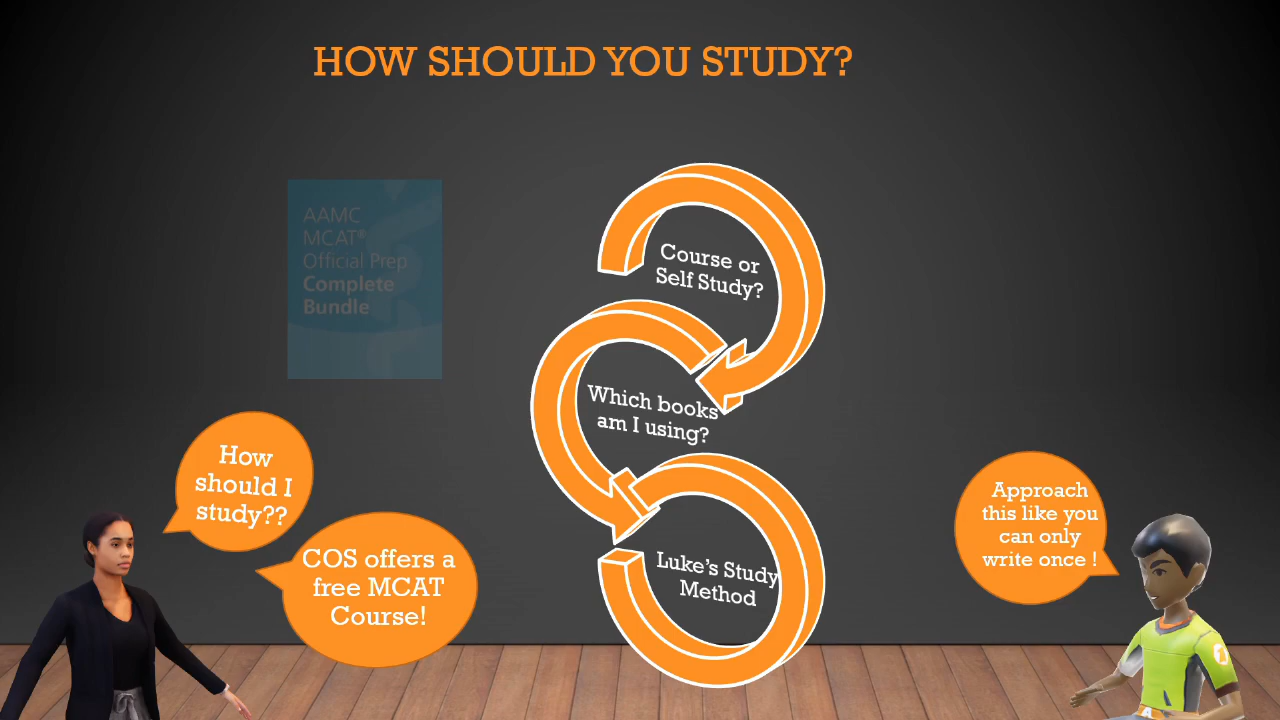 HOW SHOULD YOU STUDY?
AAMC
MCAT®
Official Prep
Complete
Bundle
Course or
Self Study?
Which books
am I using?
Luke's Study
Method
How
should I
study??
COS offers a
free MCAT
Course!
Approach
this like you
can only
write once !